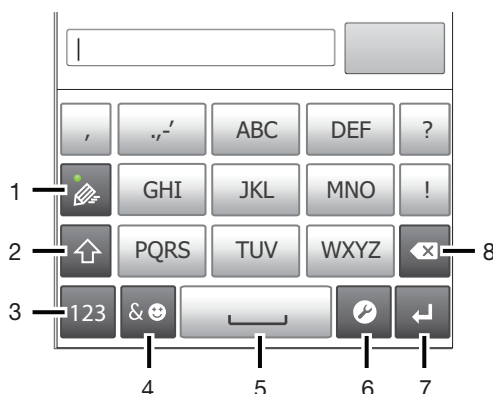 , .,-′ ABC DEF ?
1 GHI JKL MNO !
2 PQRS TUV WXYZ 8
3 123 &
4 5 6 7